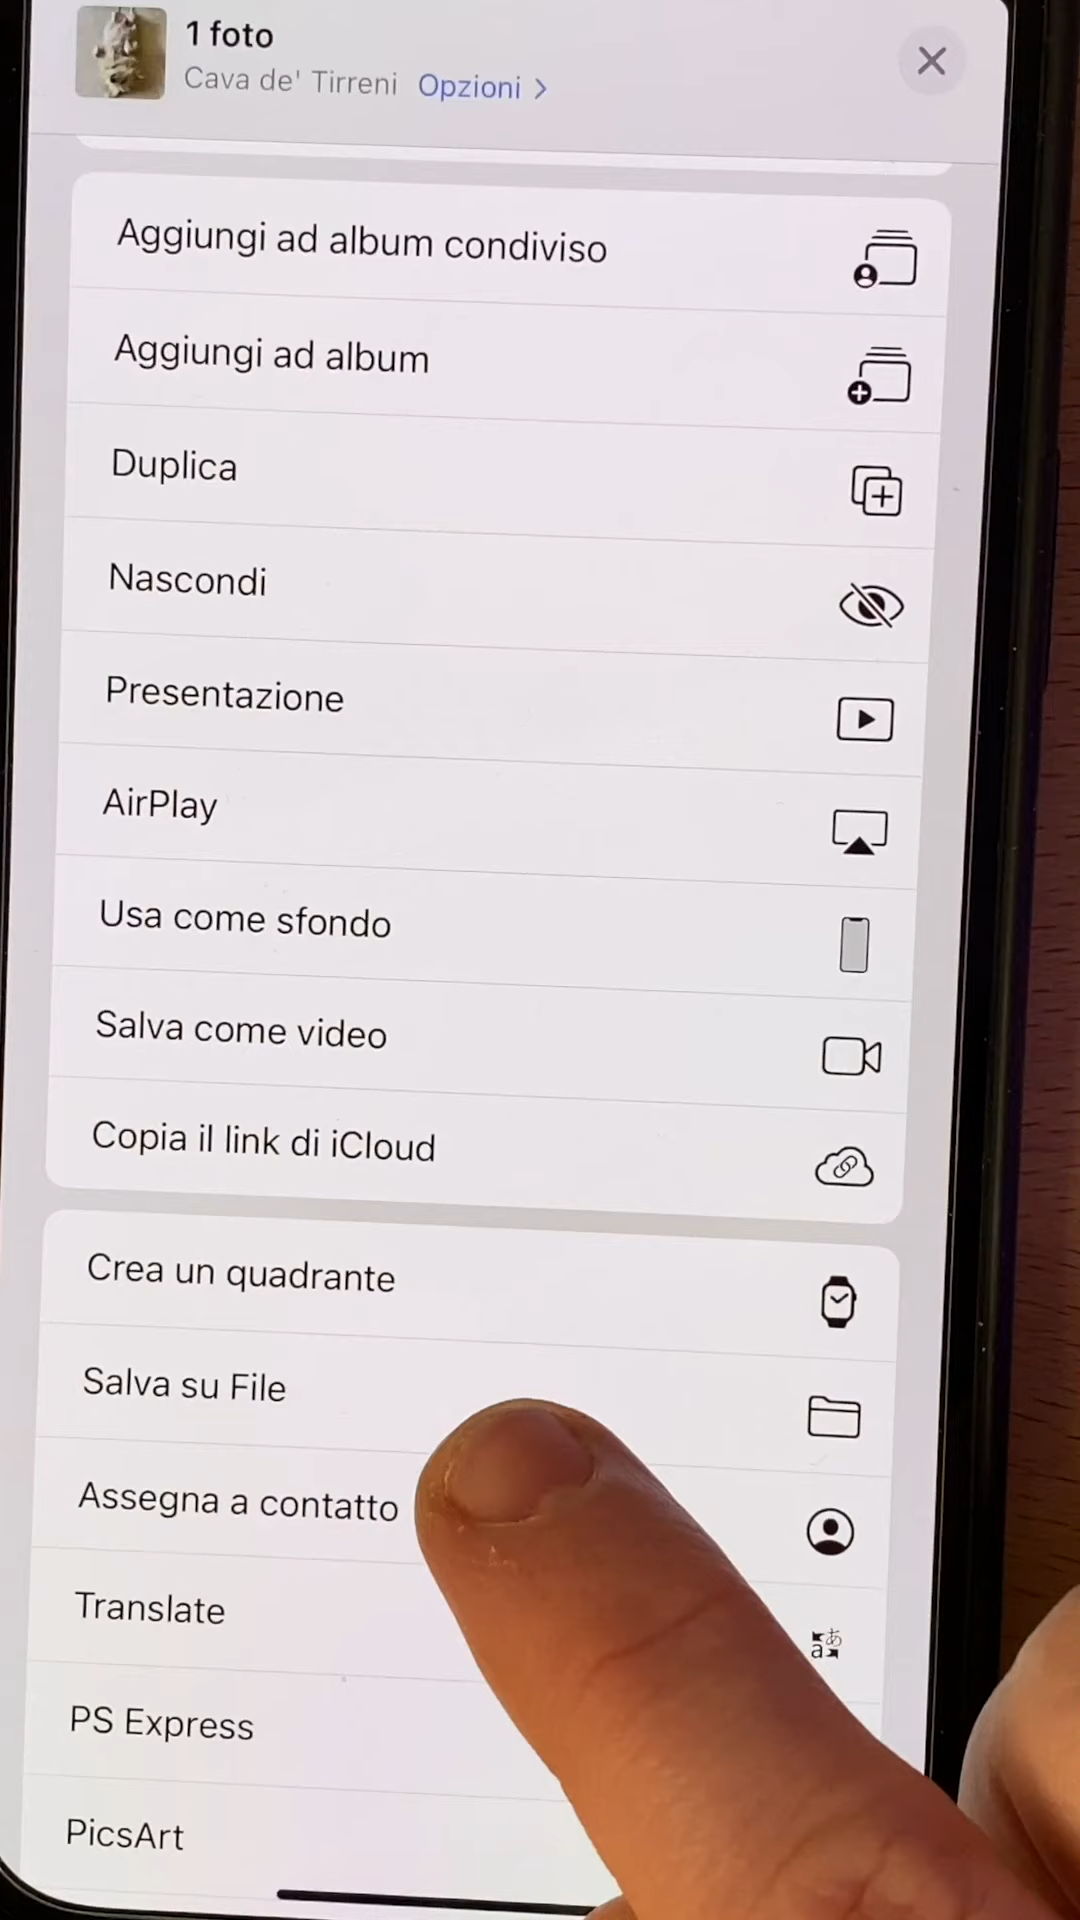 1 foto
Cava de' Tirreni Opzioni >
Aggiungi ad album condiviso
Aggiungi ad album
Duplica
Nascondi
Presentazione
AirPlay
Usa come sfondo
Salva come video
Copia il link di iCloud
Crea un quadrante
Salva su File
Assegna a contatto
Translate
PS Express
PicsArt